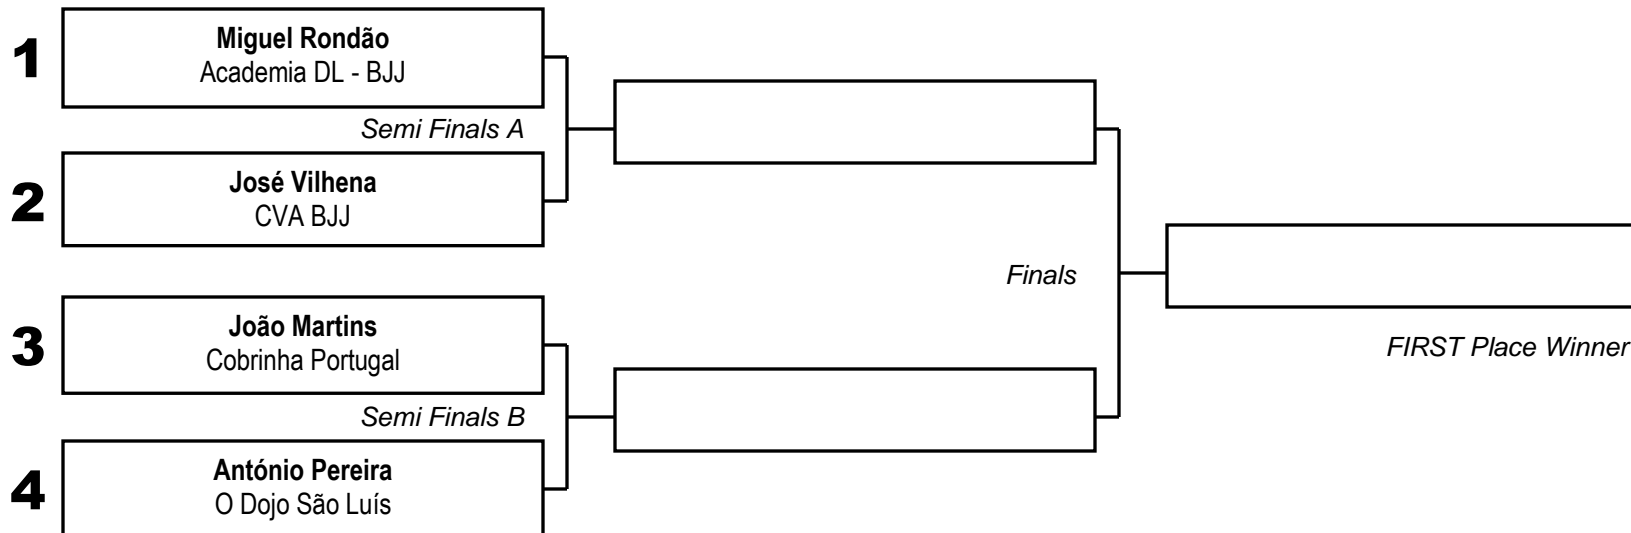 1
Miguel Rondão
Academia DL - BJJ
Semi Finals A
2
José Vilhena
CVA BJJ
Finals
3
João Martins
Cobrinha Portugal
FIRST Place Winner
Semi Finals B
4
António Pereira
O Dojo São Luís